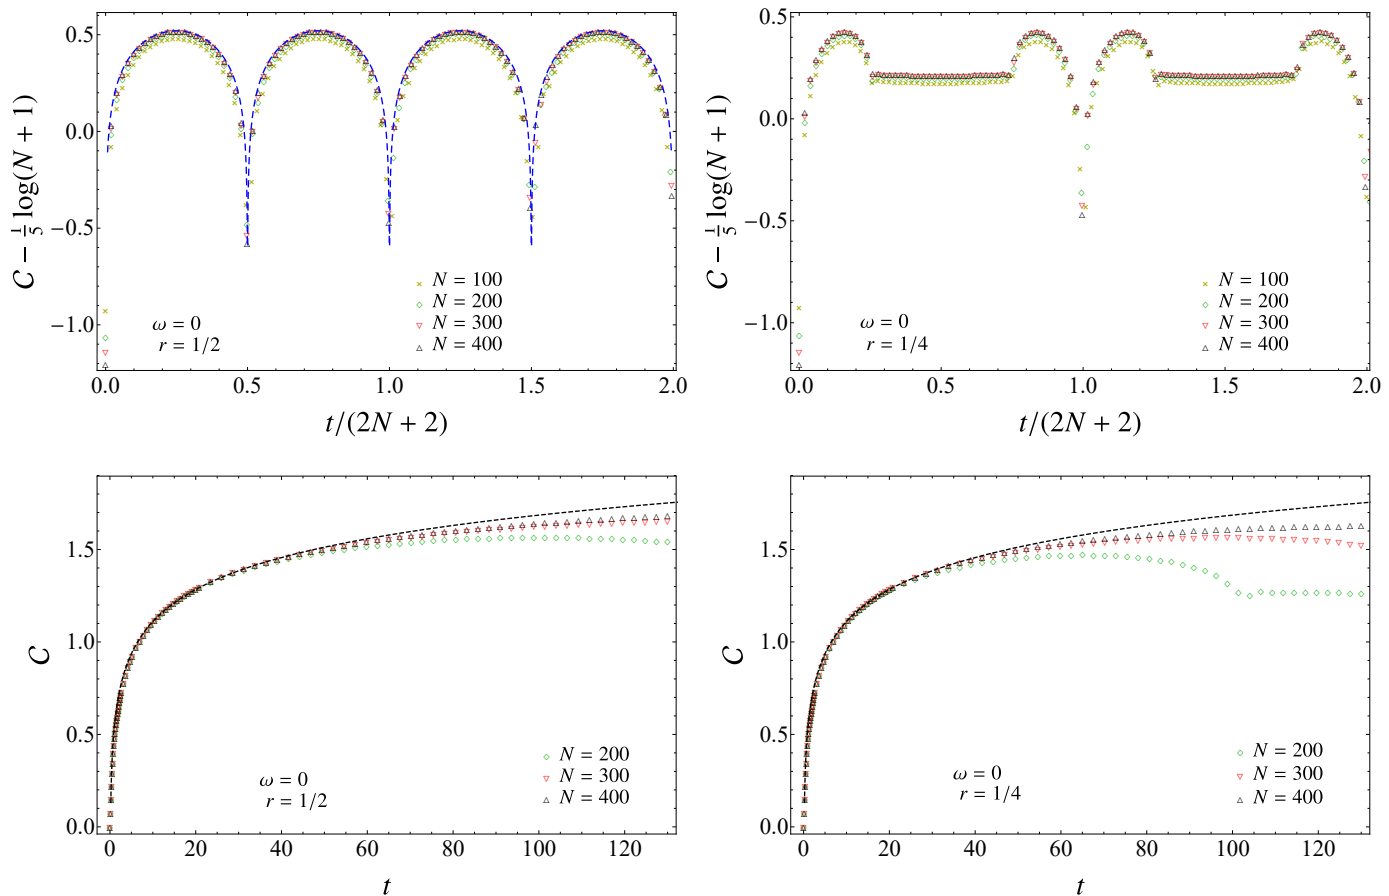 0.5
0.0
−0.5
−1.0
C − 1/5 log(N + 1)
N = 100
N = 200
N = 300
N = 400
ω = 0
r = 1/2
0.0 0.5 1.0 1.5 2.0
t/(2N + 2)
0.5
0.0
−0.5
−1.0
C − 1/5 log(N + 1)
N = 100
N = 200
N = 300
N = 400
ω = 0
r = 1/4
0.0 0.5 1.0 1.5 2.0
t/(2N + 2)
1.5
1.0
0.5
0.0
C
N = 200
N = 300
N = 400
ω = 0
r = 1/2
0 20 40 60 80 100 120
t
1.5
1.0
0.5
0.0
C
N = 200
N = 300
N = 400
ω = 0
r = 1/4
0 20 40 60 80 100 120
t